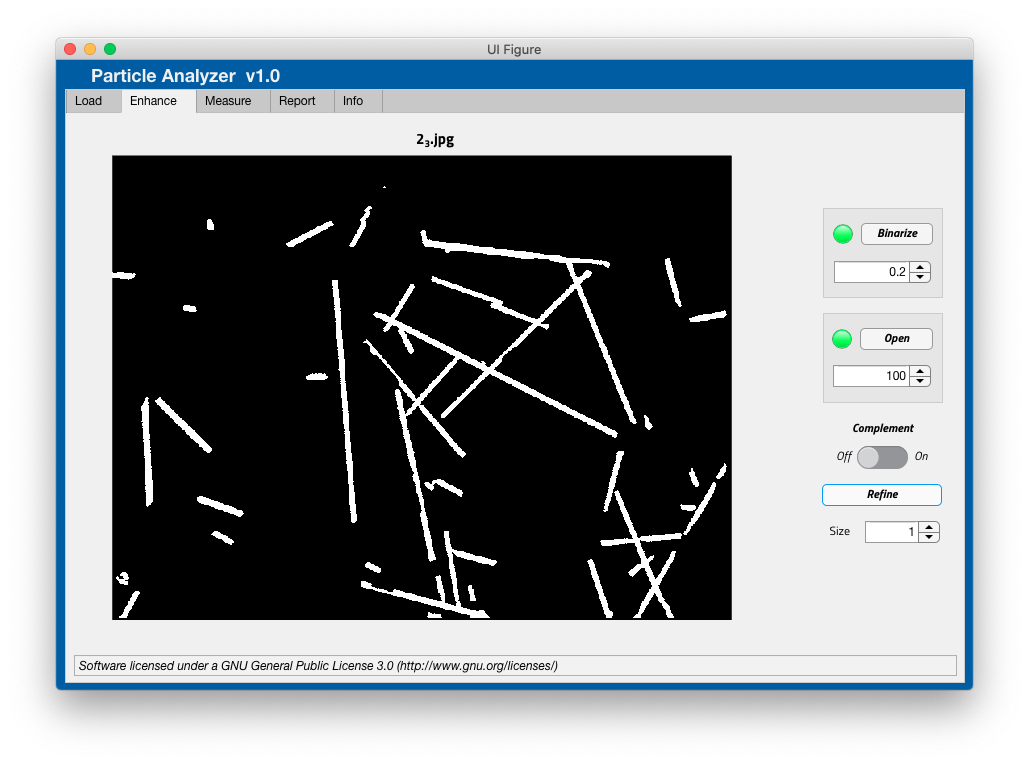 UI Figure
Particle Analyzer v1.0
Load Enhance Measure Report Info
2₃.jpg
Binarize
0.2
Open
100
Complement
Off On
Refine
Size 1
Software licensed under a GNU General Public License 3.0 (http://www.gnu.org/licenses/)